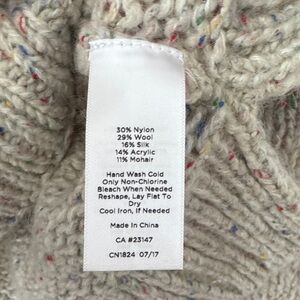 30% Nylon
29% Wool
16% Silk
14% Acrylic
11% Mohair
Hand Wash Cold
Only Non-Chlorine
Bleach When Needed
Reshape, Lay Flat To
Dry
Cool Iron, If Needed
Made In China
CA #23147
CN1824 07/17